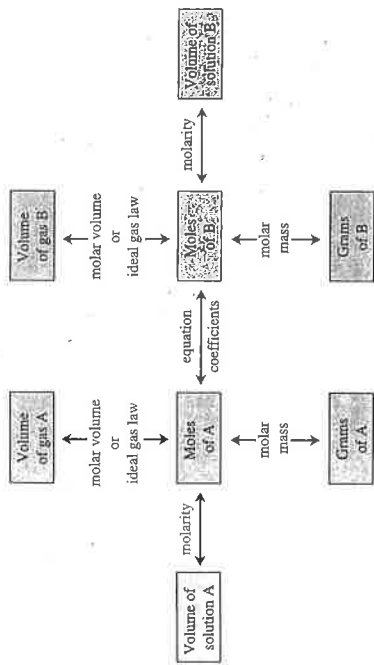 Volume
of gas A
Volume
of gas B
molar volume
or
ideal gas law
molar volume
or
ideal gas law
Volume of
solution A
molarity
Moles
of A
equation
coefficients
Moles
of B
molarity
Volume of
solution B
molar
mass
molar
mass
Grams
of A
Grams
of B